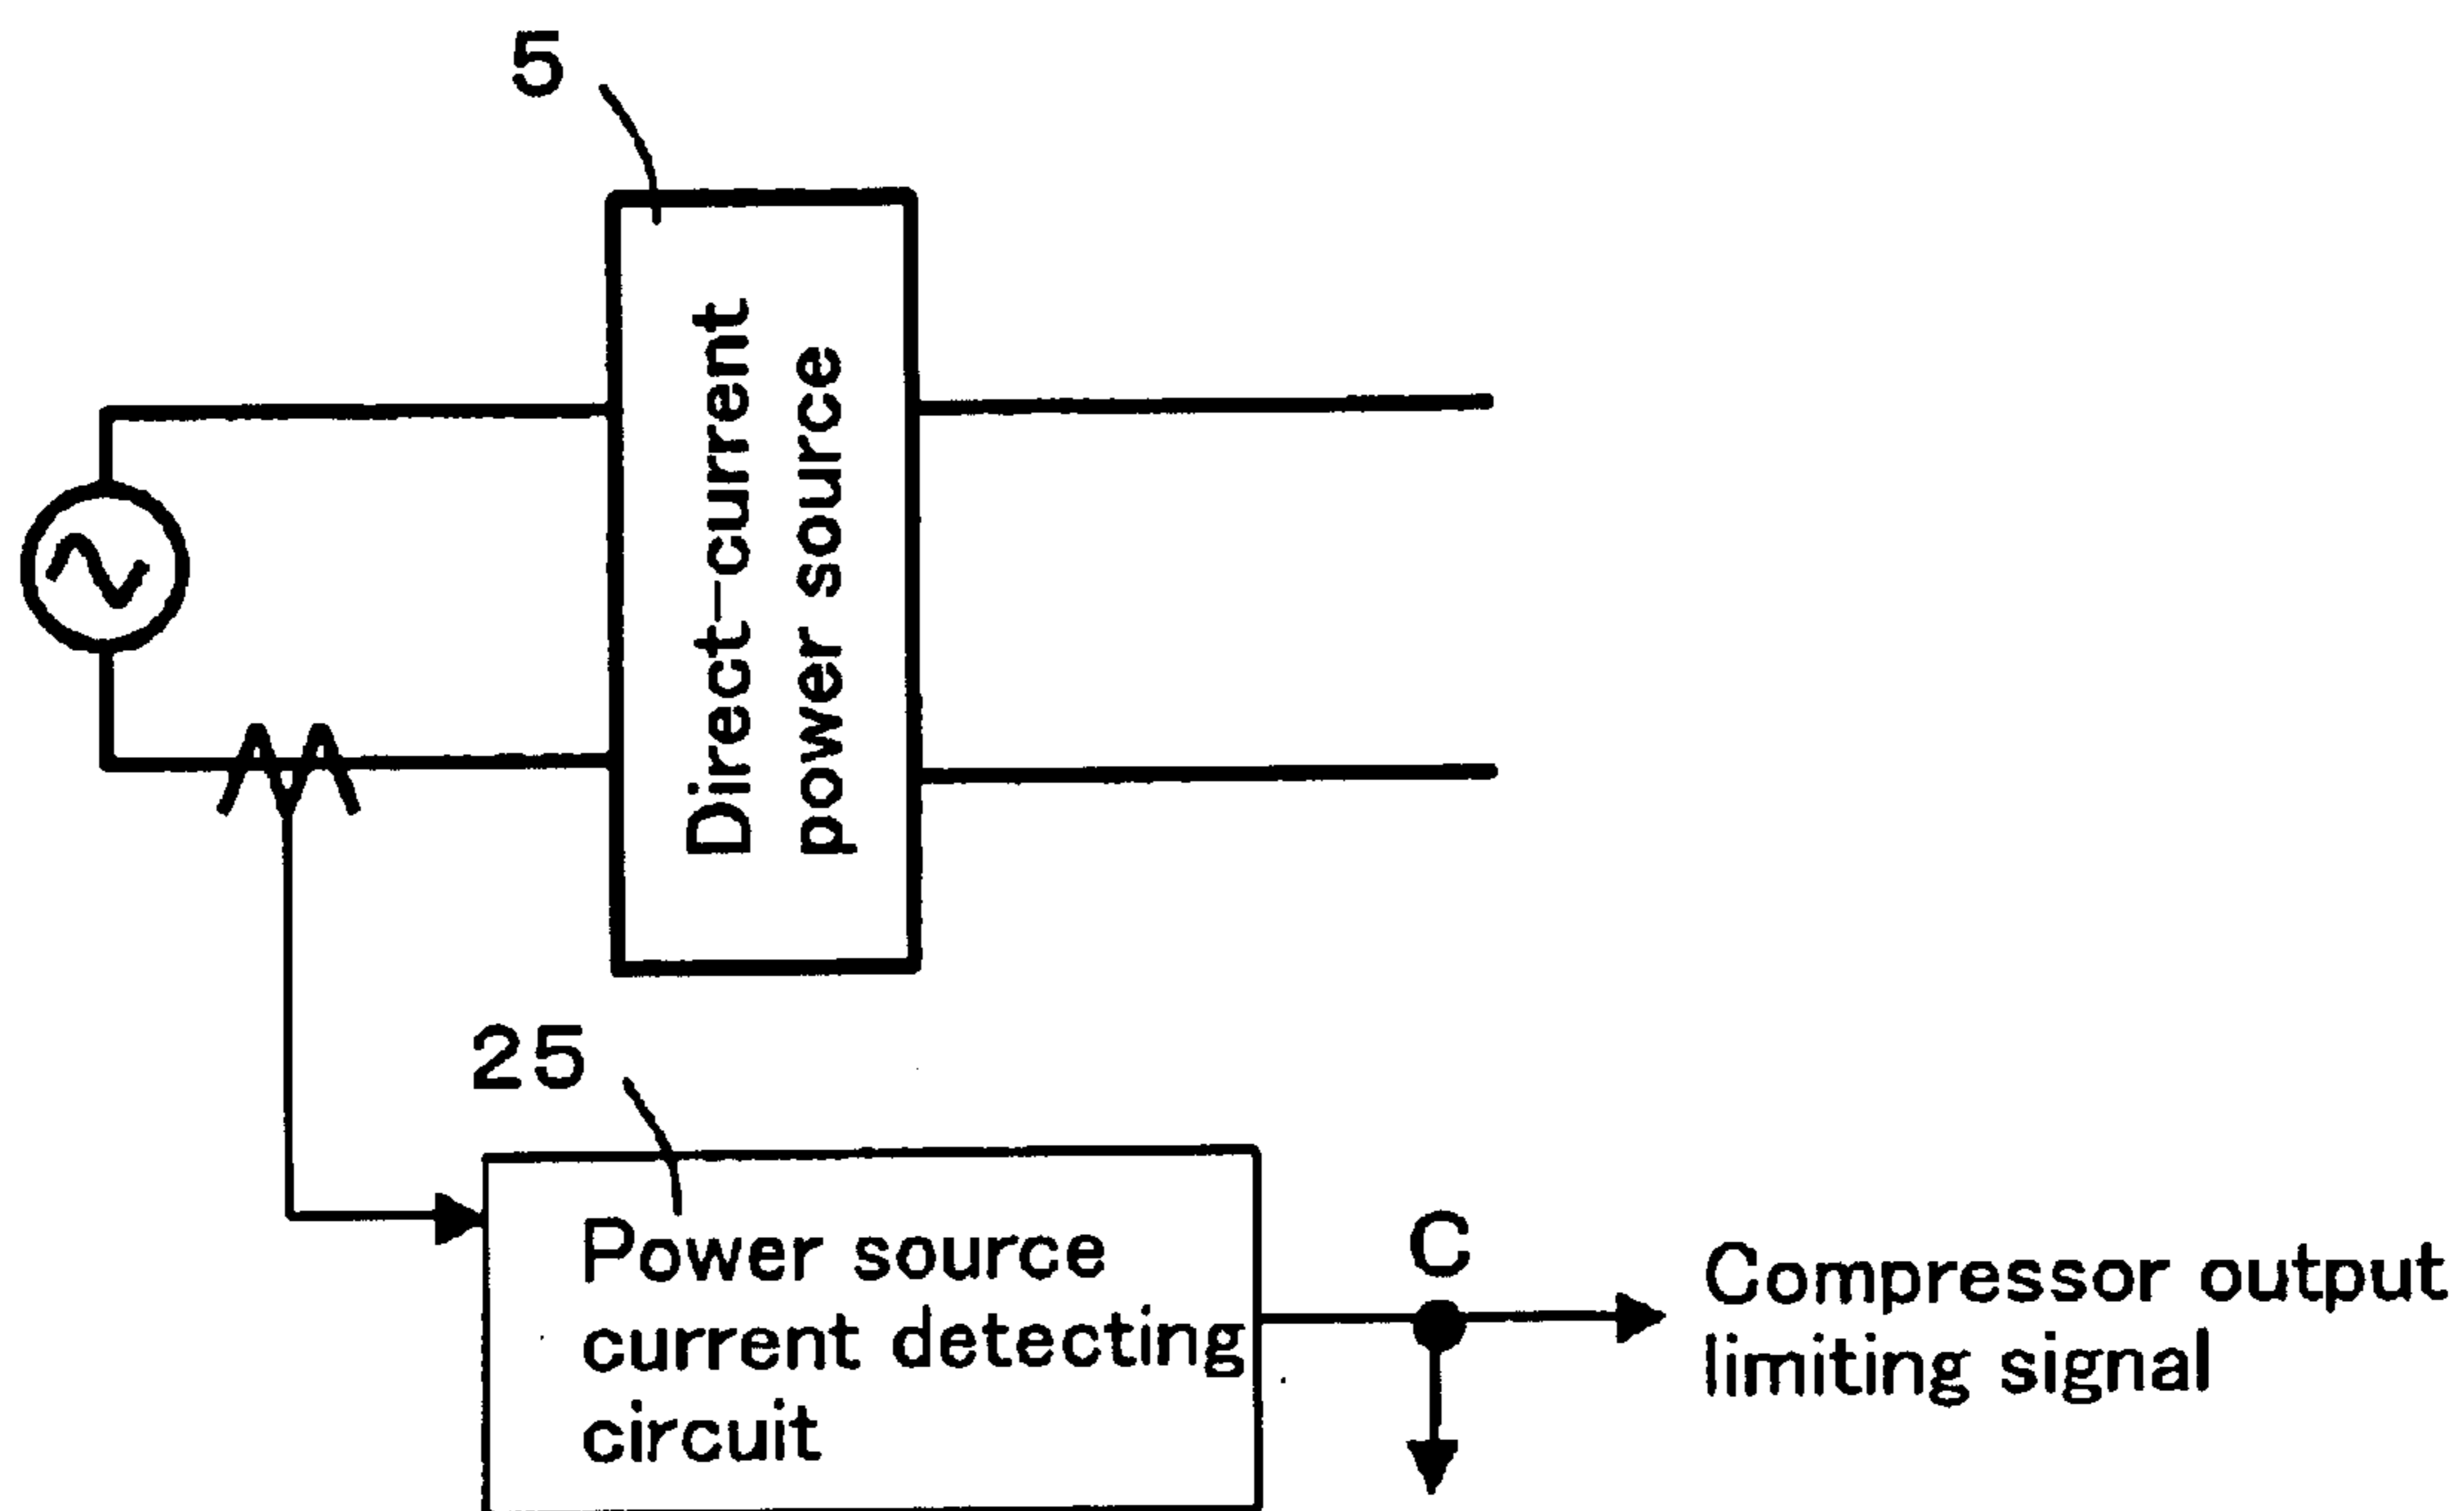 5
Direct-current
power source
25
Power source
current detecting
circuit
C
Compressor output
limiting signal